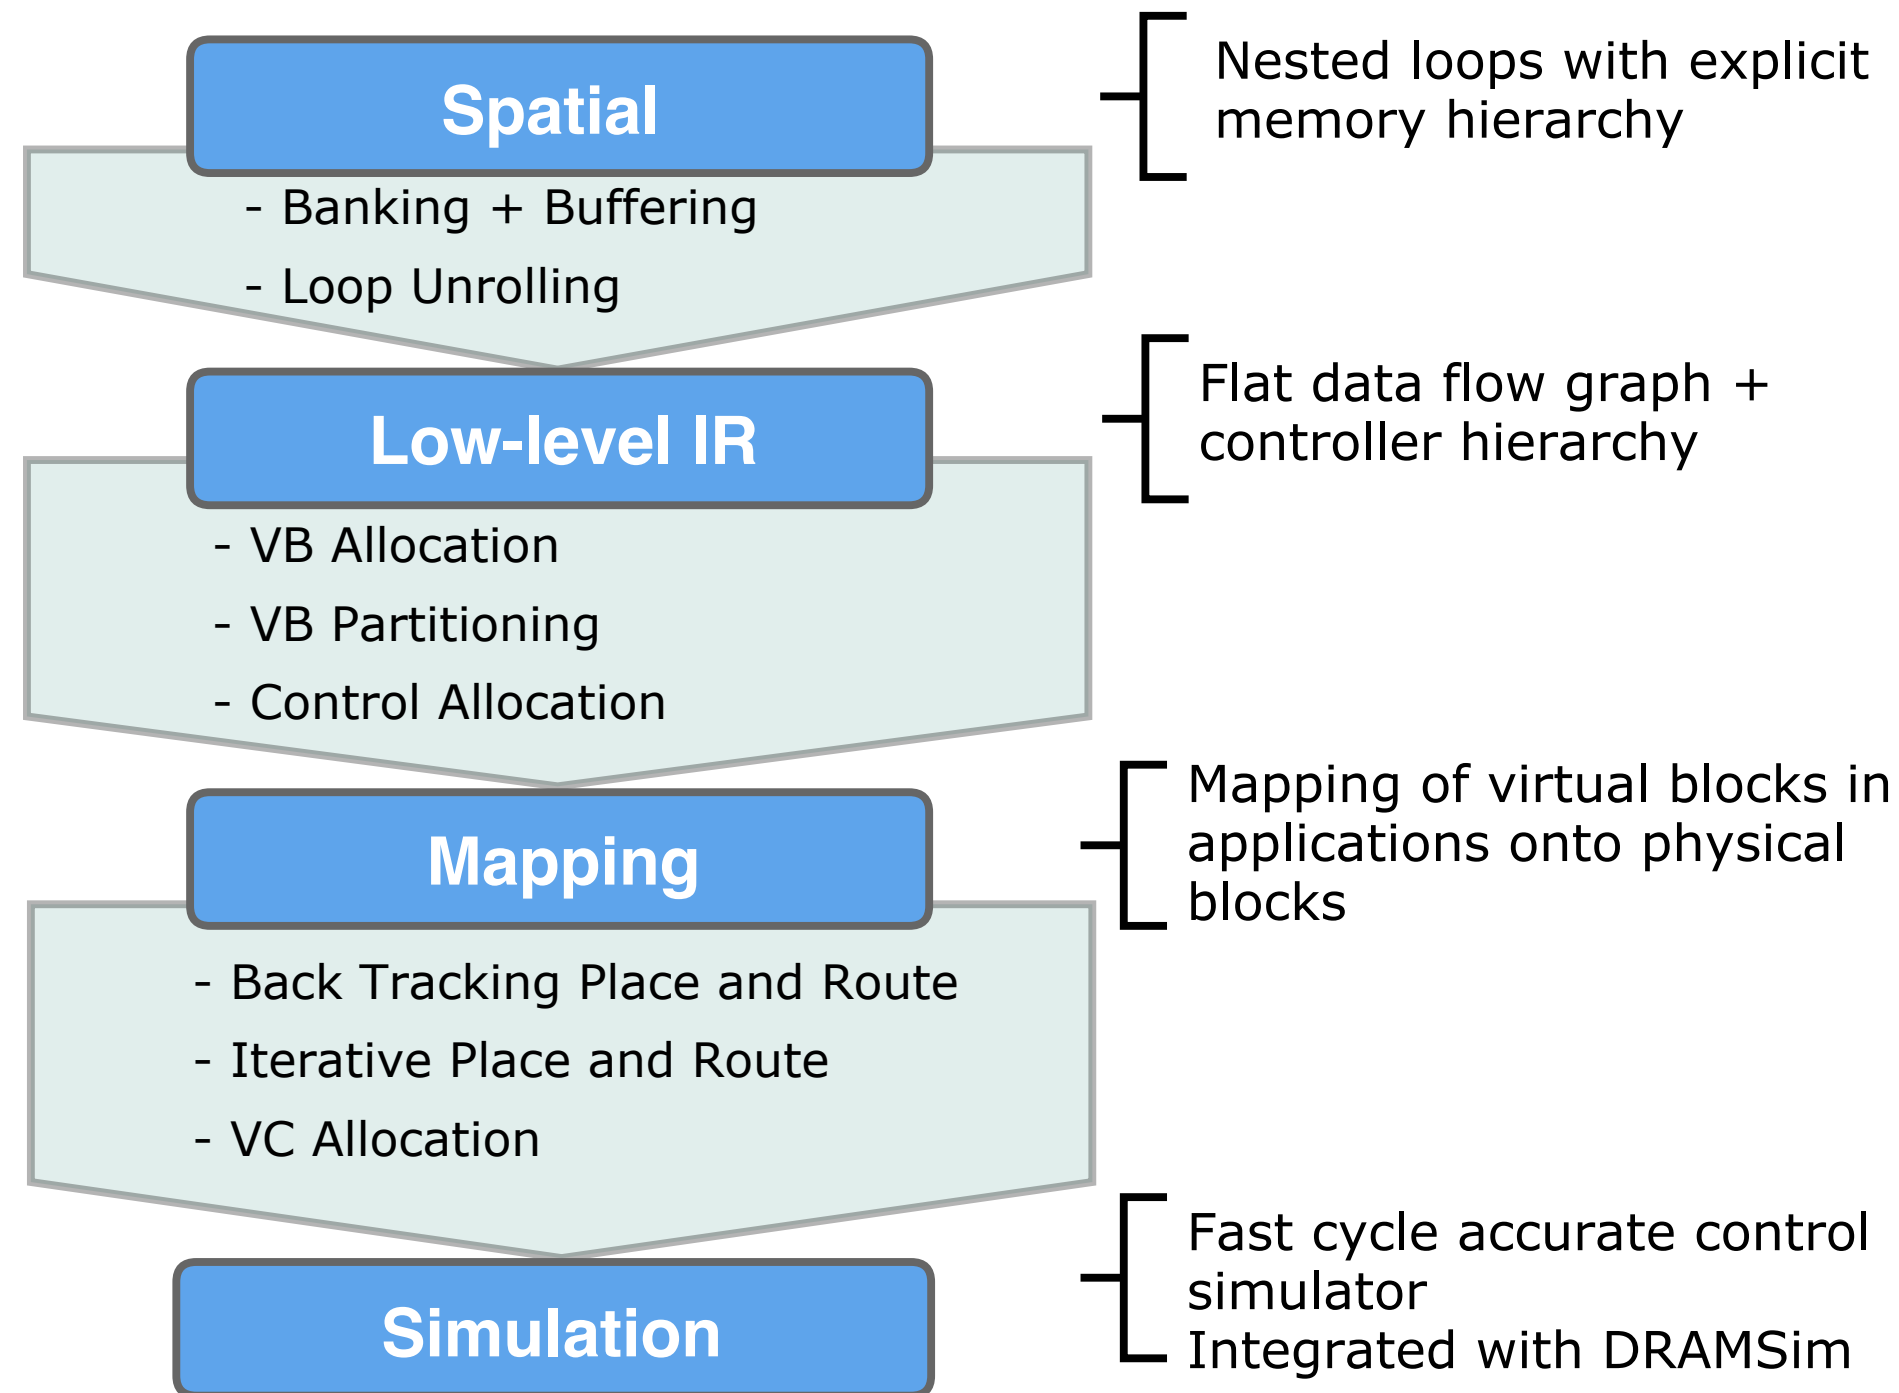 Spatial
Nested loops with explicit
memory hierarchy
- Banking + Buffering
- Loop Unrolling
Low-level IR
Flat data flow graph +
controller hierarchy
- VB Allocation
- VB Partitioning
- Control Allocation
Mapping
Mapping of virtual blocks in
applications onto physical
blocks
- Back Tracking Place and Route
- Iterative Place and Route
- VC Allocation
Simulation
Fast cycle accurate control
simulator
Integrated with DRAMSim